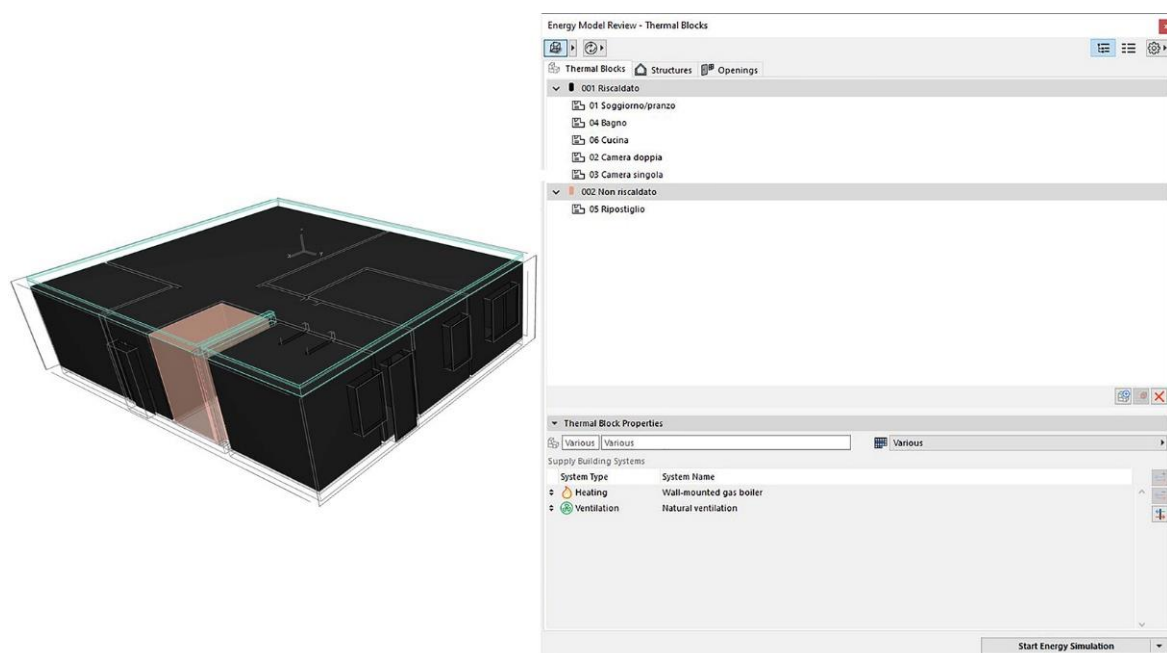 Energy Model Review - Thermal Blocks
Thermal Blocks Structures Openings
001 Riscaldato
01 Soggiorno/pranzo
04 Bagno
06 Cucina
02 Camera doppia
03 Camera singola
002 Non riscaldato
05 Ripostiglio
Thermal Block Properties
Various Various Various
Supply Building Systems
System Type System Name
Heating Wall-mounted gas boiler
Ventilation Natural ventilation
Start Energy Simulation